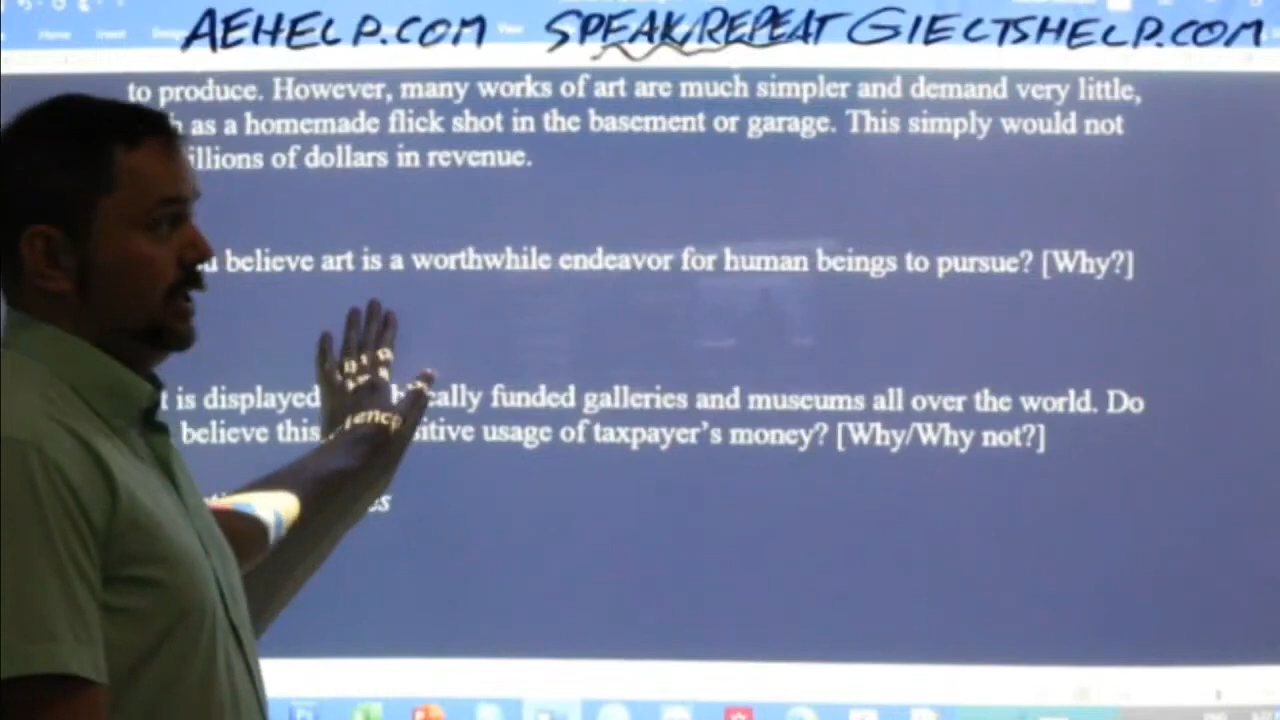 AEHELP.COM SPEAK/REPEAT GIELTSHELP.COM
Home Insert View
to produce. However, many works of art are much simpler and demand very little,
as a homemade flick shot in the basement or garage. This simply would not
illions of dollars in revenue.
believe art is a worthwhile endeavor for human beings to pursue? [Why?]
is displayed funded galleries and museums all over the world. Do
believe this usage of taxpayer's money? [Why/Why not?]